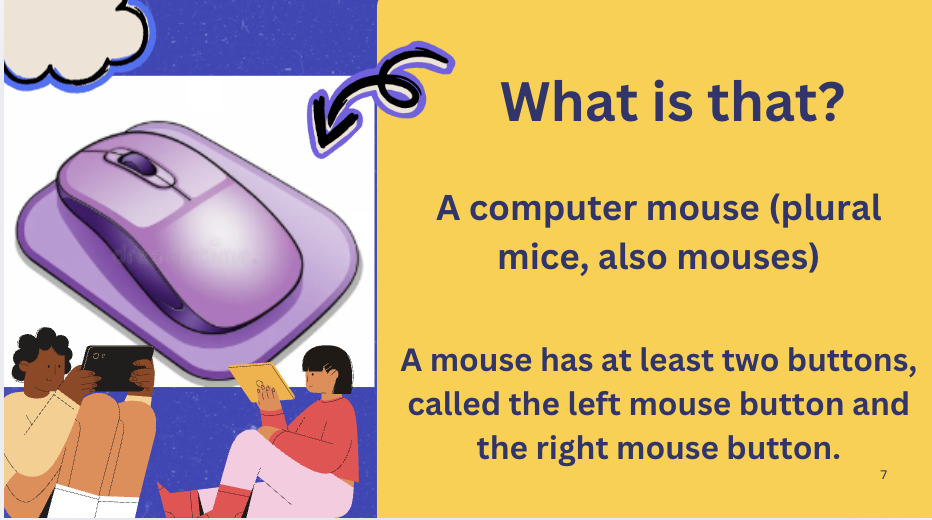 What is that?
A computer mouse (plural
mice, also mouses)
A mouse has at least two buttons,
called the left mouse button and
the right mouse button.
7